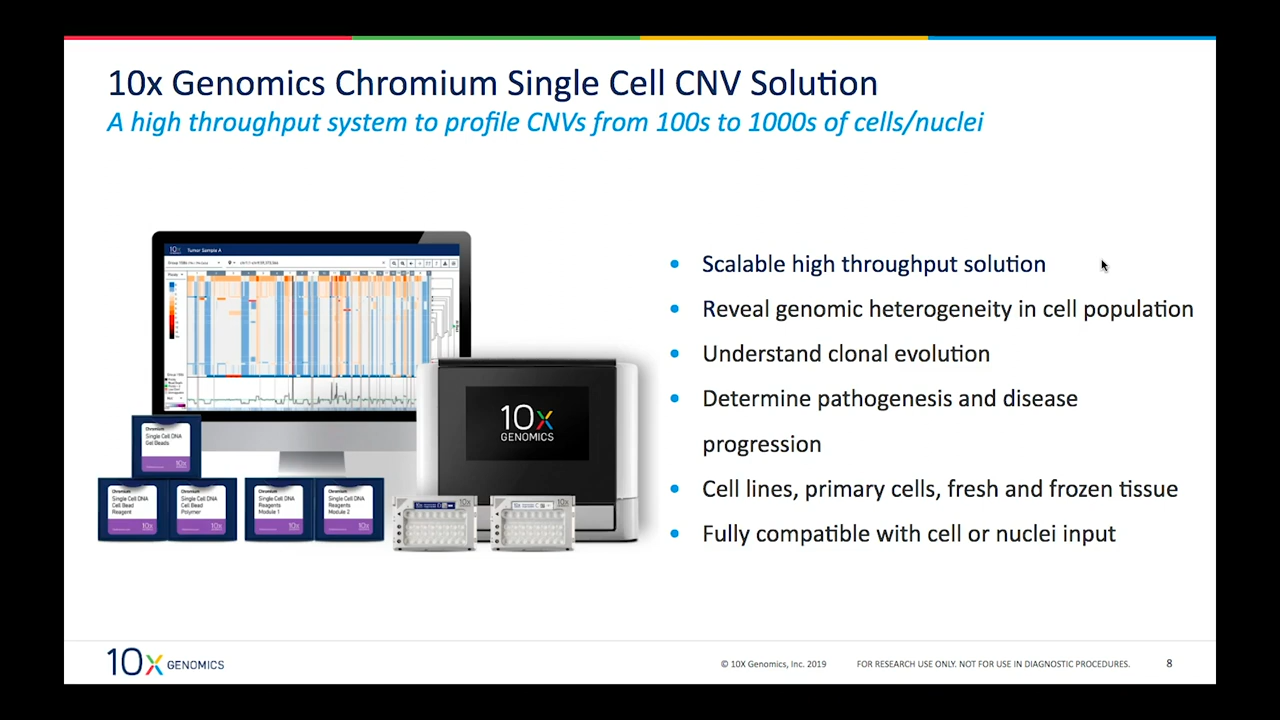 10x Genomics Chromium Single Cell CNV Solution
A high throughput system to profile CNVs from 100s to 1000s of cells/nuclei
Tumor Sample A
10x
GENOMICS
Chromium
Single Cell DNA
Gel Beads
10x
Chromium
Single Cell DNA
Cell Bead
Reagent
10x
Chromium
Single Cell DNA
Cell Bead
Polymer
10x
Chromium
Single Cell DNA
Reagents
Module 1
10x
Chromium
Single Cell DNA
Reagents
Module 2
10x
10x
10x
• Scalable high throughput solution
• Reveal genomic heterogeneity in cell population
• Understand clonal evolution
• Determine pathogenesis and disease
progression
• Cell lines, primary cells, fresh and frozen tissue
• Fully compatible with cell or nuclei input
10x GENOMICS
© 10X Genomics, Inc. 2019
FOR RESEARCH USE ONLY. NOT FOR USE IN DIAGNOSTIC PROCEDURES.
8